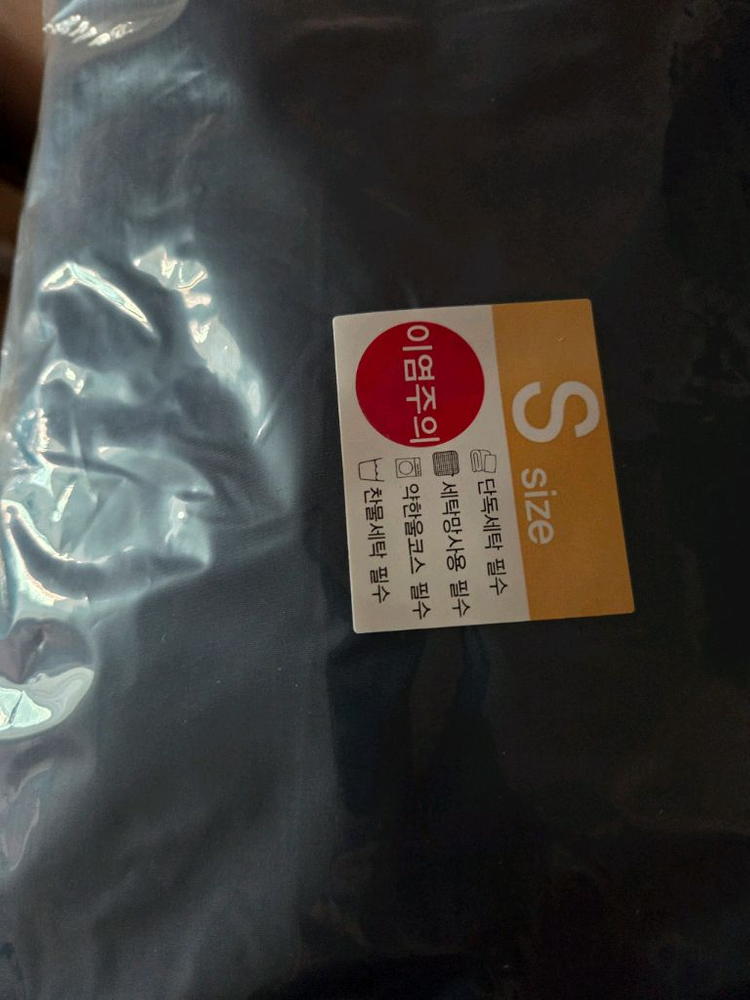 S size
이염주의
단독세탁 필수
세탁망사용 필수
약한울코스 필수
찬물세탁 필수